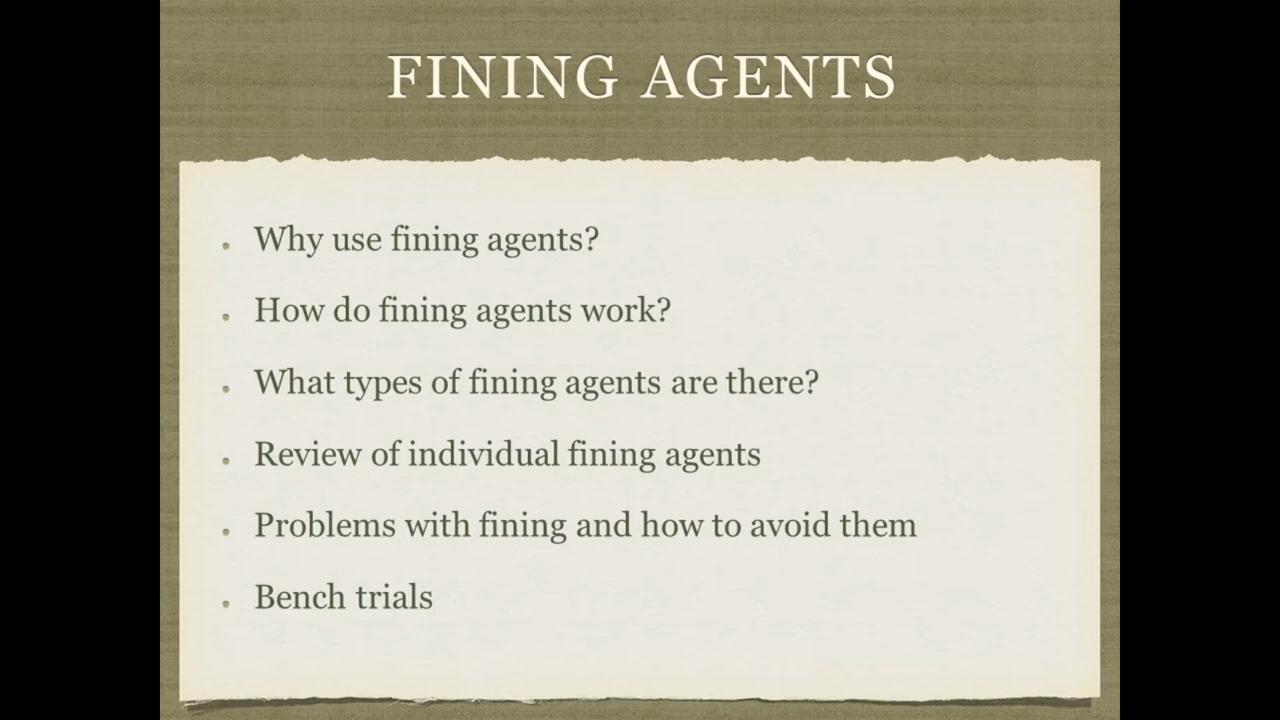 FINING AGENTS
Why use fining agents?
How do fining agents work?
What types of fining agents are there?
Review of individual fining agents
Problems with fining and how to avoid them
Bench trials